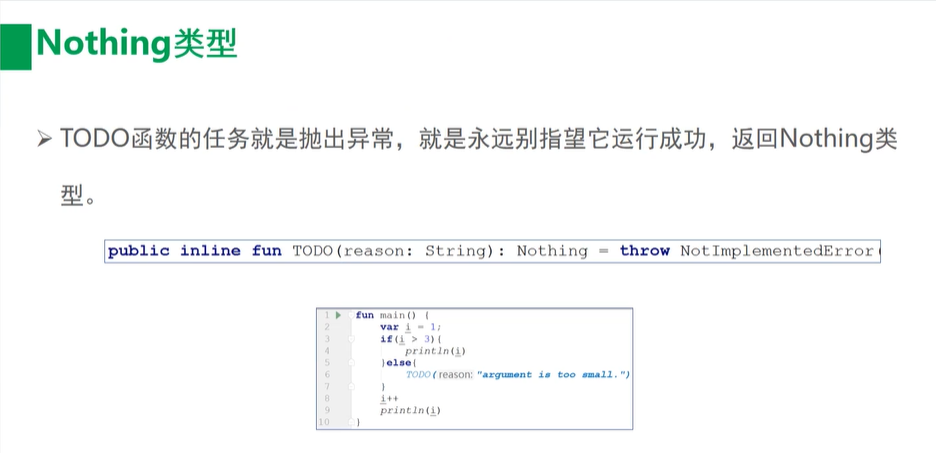 Nothing类型
➢ TODO函数的任务就是抛出异常，就是永远别指望它运行成功，返回Nothing类
型。
public inline fun TODO(reason: String): Nothing = throw NotImplementedError(
1 fun main() {
2 var i = 1;
3 if(i > 3){
4 println(i)
5 }else{
6 TODO( reason: "argument is too small.")
7 }
8 i++
9 println(i)
10 }